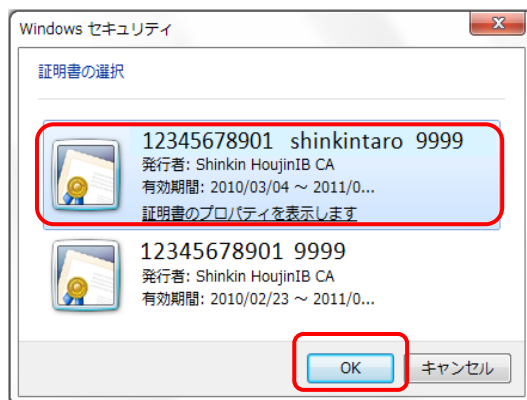 Windows セキュリティ
証明書の選択
12345678901 shinkintaro 9999
発行者: Shinkin HoujinIB CA
有効期間: 2010/03/04 ～ 2011/0...
証明書のプロパティを表示します
12345678901 9999
発行者: Shinkin HoujinIB CA
有効期間: 2010/02/23 ～ 2011/0...
OK キャンセル